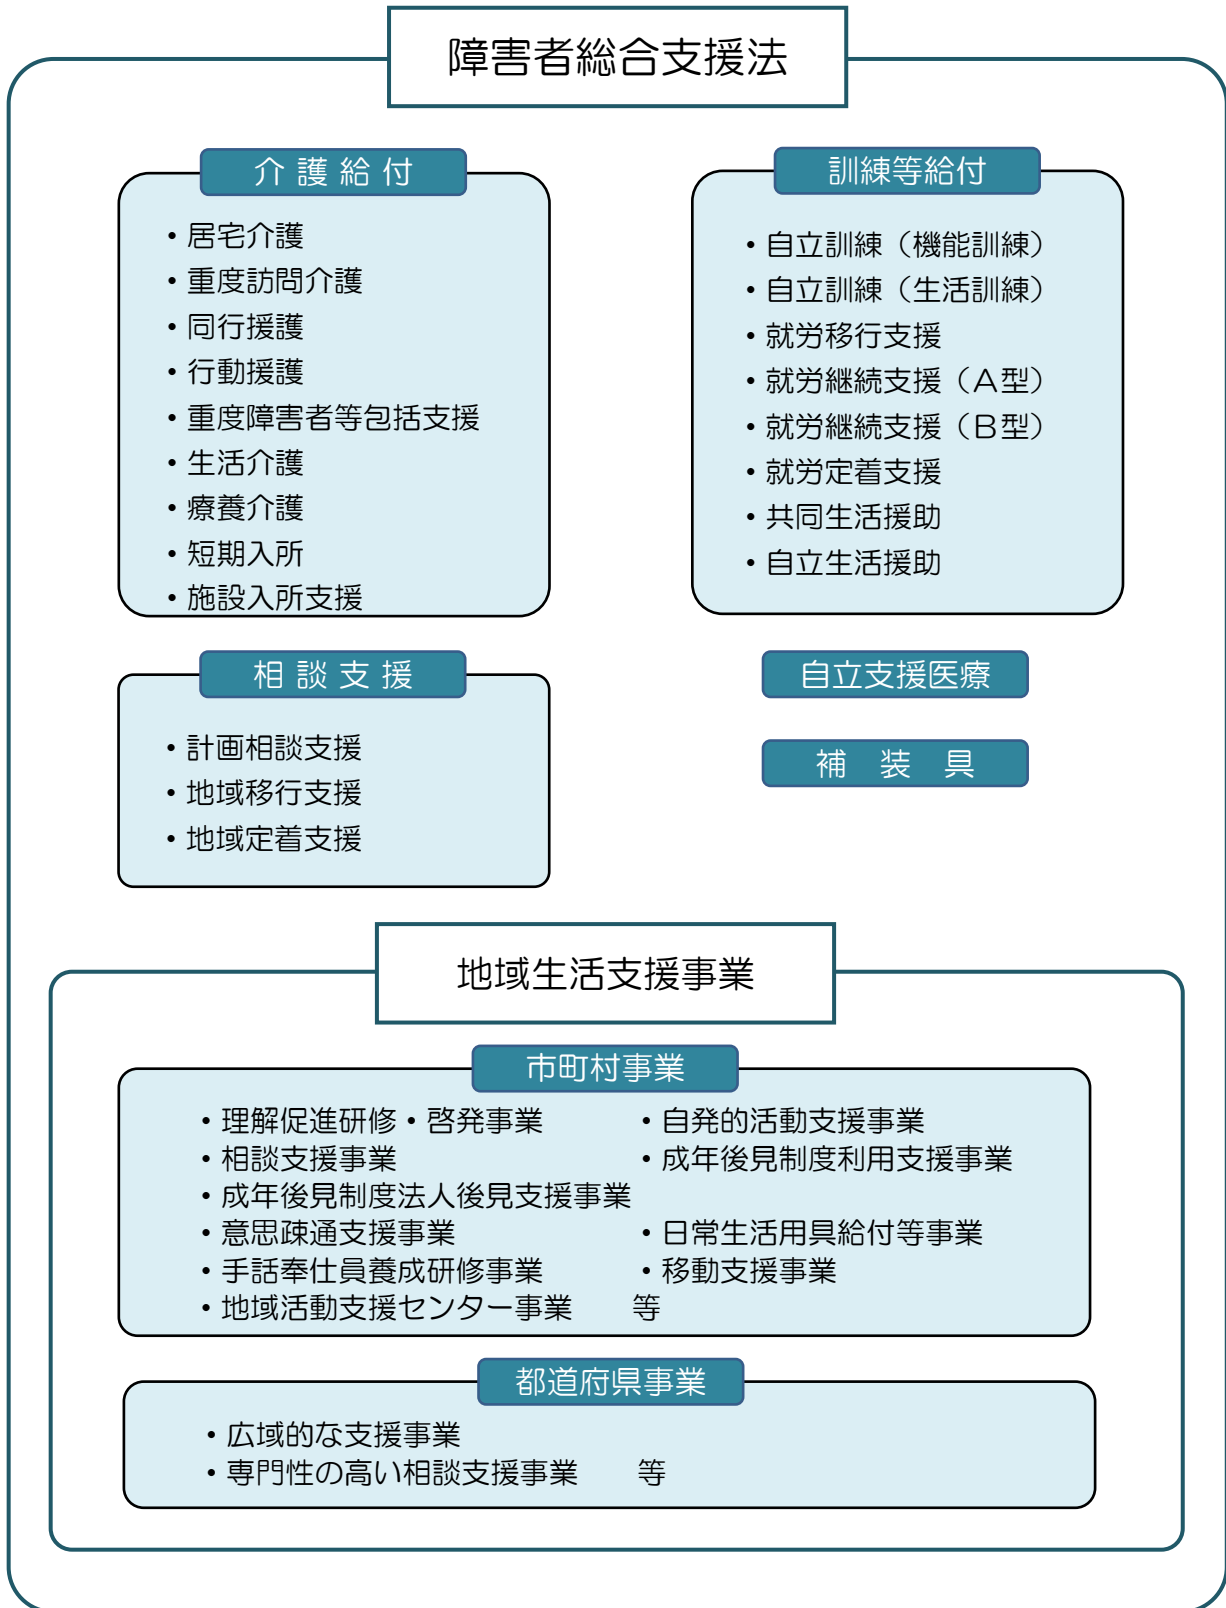 障害者総合支援法
介護給付
・居宅介護
・重度訪問介護
・同行援護
・行動援護
・重度障害者等包括支援
・生活介護
・療養介護
・短期入所
・施設入所支援
訓練等給付
・自立訓練（機能訓練）
・自立訓練（生活訓練）
・就労移行支援
・就労継続支援（Ａ型）
・就労継続支援（Ｂ型）
・就労定着支援
・共同生活援助
・自立生活援助
相談支援
・計画相談支援
・地域移行支援
・地域定着支援
自立支援医療
補　装　具
地域生活支援事業
市町村事業
・理解促進研修・啓発事業　・自発的活動支援事業
・相談支援事業　・成年後見制度利用支援事業
・成年後見制度法人後見支援事業
・意思疎通支援事業　・日常生活用具給付等事業
・手話奉仕員養成研修事業　・移動支援事業
・地域活動支援センター事業　　等
都道府県事業
・広域的な支援事業
・専門性の高い相談支援事業　　等